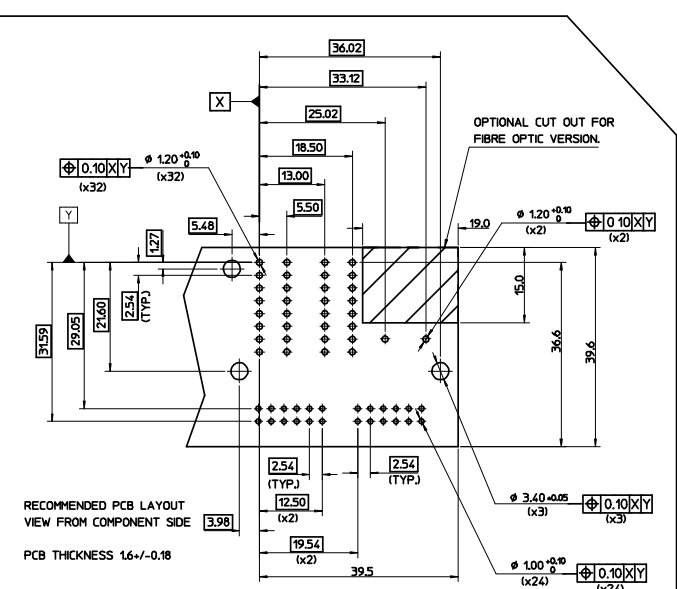 36.02
33.12
X
25.02
OPTIONAL CUT OUT FOR
FIBRE OPTIC VERSION.
18.50
ø 1.20 +0.10 0
⌖ 0.10 X Y
(x32)
(x32)
13.00
5.50
Y
5.48
19.0
ø 1.20 +0.10 0
(x2)
⌖ 0.10 X Y
(x2)
1.27
2.54
(TYP.)
21.60
29.05
31.59
15.0
36.6
39.6
2.54
(TYP.)
2.54
(TYP.)
RECOMMENDED PCB LAYOUT
VIEW FROM COMPONENT SIDE
12.50
(x2)
3.98
ø 3.40 ±0.05
(x3)
⌖ 0.10 X Y
(x3)
19.54
(x2)
PCB THICKNESS 1.6+/-0.18
39.5
ø 1.00 +0.10 0
(x24)
⌖ 0.10 X Y
(x24)